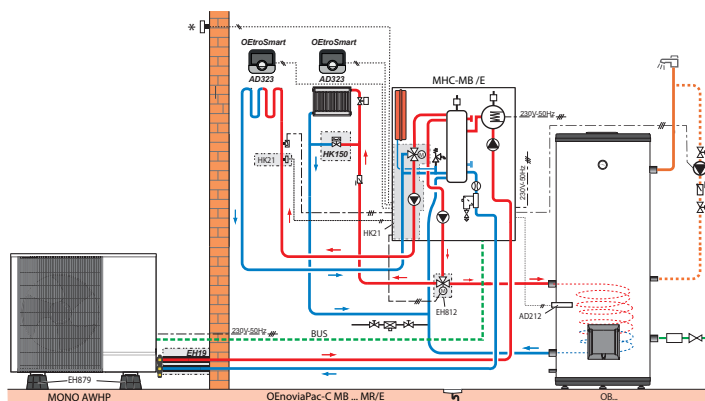 *
OEtroSmart
AD323
OEtroSmart
AD323
MHC-MB /E
230V-50Hz
HK150
HK21
M
230V-50Hz
HK21
M
EH812
AD212
230V-50Hz
BUS
EH19
EH879
MONO AWHP
OEnoviaPac-C MB ... MR/E
OB...